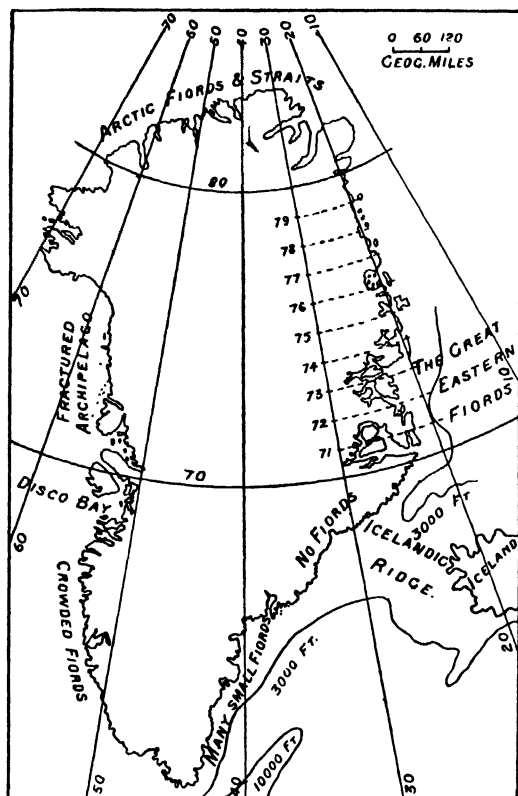 70 60 50 40 30 20 10
0 60 120
GEOG. MILES
ARCTIC FIORDS & STRAITS
80
79
78
77
76
75
74
73
72
71
70
FRACTURED
ARCHIPELAGO
THE GREAT
EASTERN
FIORDS
10
70
DISCO BAY
60
NO FIORDS
3000 FT
ICELANDIC
RIDGE.
ICELAND
20
CROWDED FIORDS
MANY SMALL FIORDS
3000 FT.
10000 FT
50
40
30